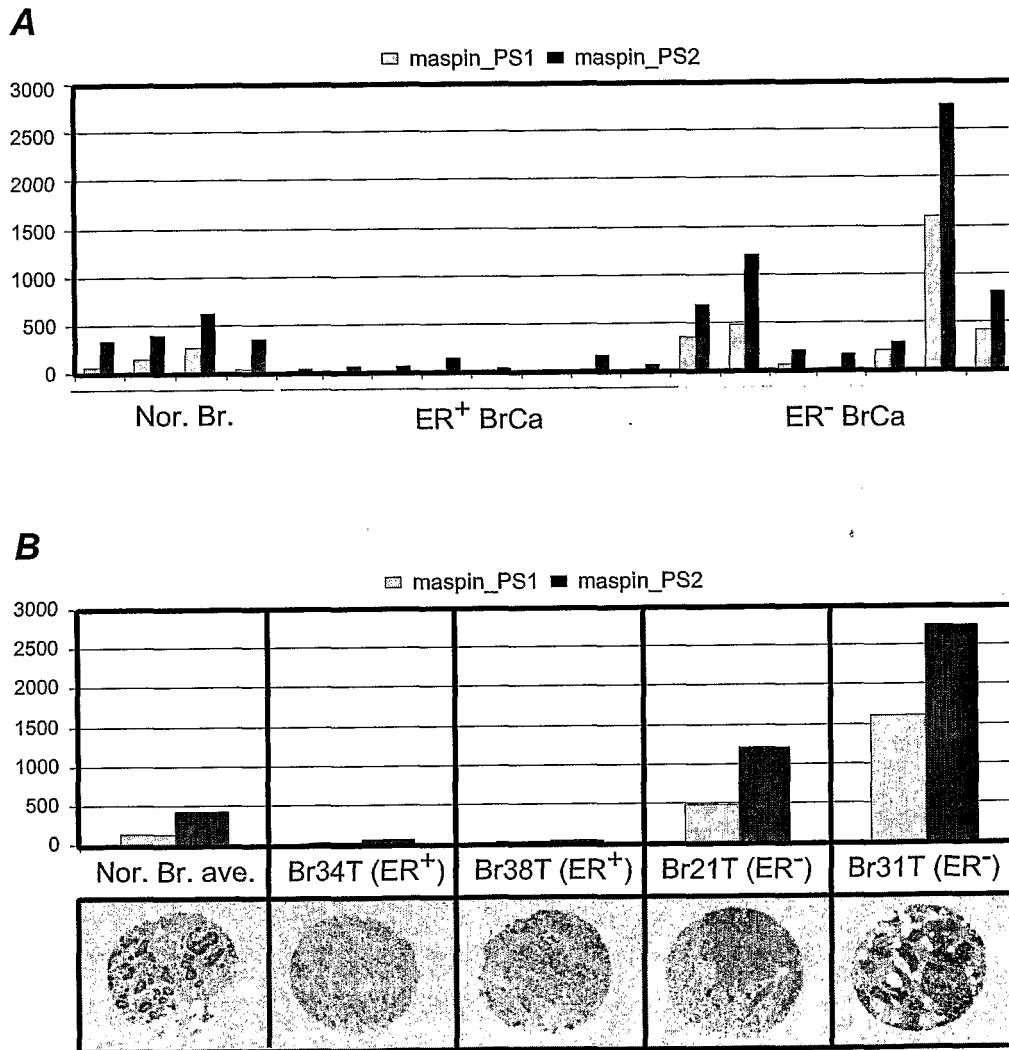 A
maspin_PS1 maspin_PS2
3000
2500
2000
1500
1000
500
0
Nor. Br. ER⁺ BrCa ER⁻ BrCa
B
maspin_PS1 maspin_PS2
3000
2500
2000
1500
1000
500
0
Nor. Br. ave. Br34T (ER⁺) Br38T (ER⁺) Br21T (ER⁻) Br31T (ER⁻)